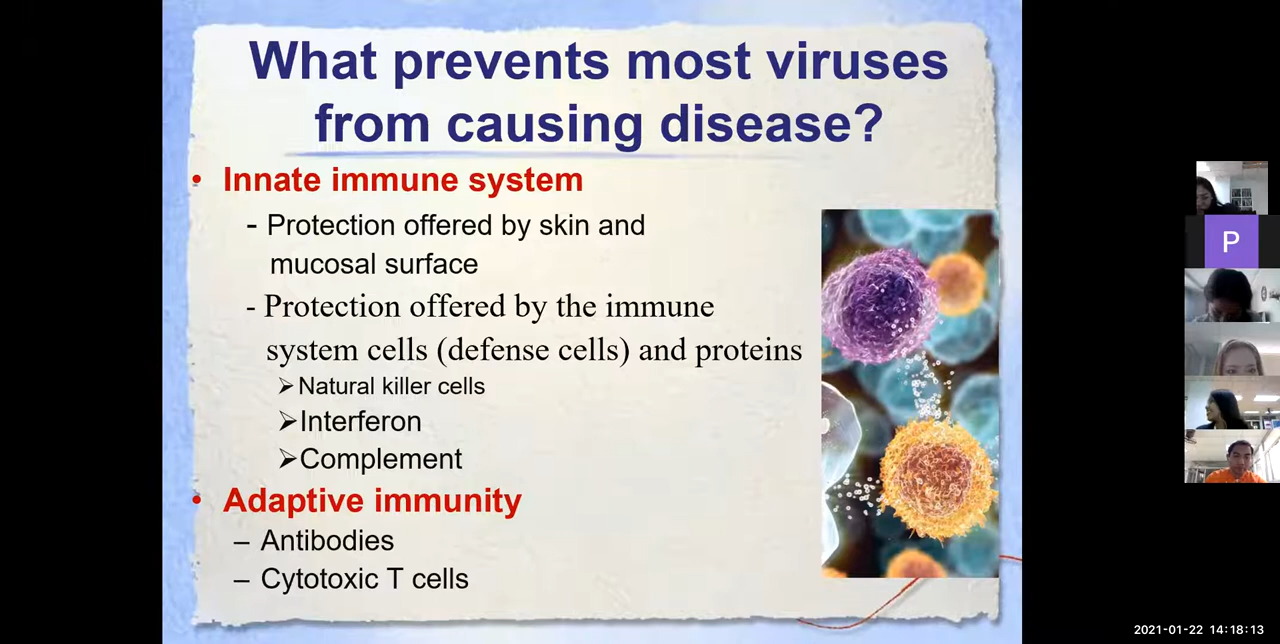 What prevents most viruses
from causing disease?
• Innate immune system
- Protection offered by skin and
mucosal surface
- Protection offered by the immune
system cells (defense cells) and proteins
➢Natural killer cells
➢Interferon
➢Complement
• Adaptive immunity
– Antibodies
– Cytotoxic T cells
P
2021-01-22 14:18:13